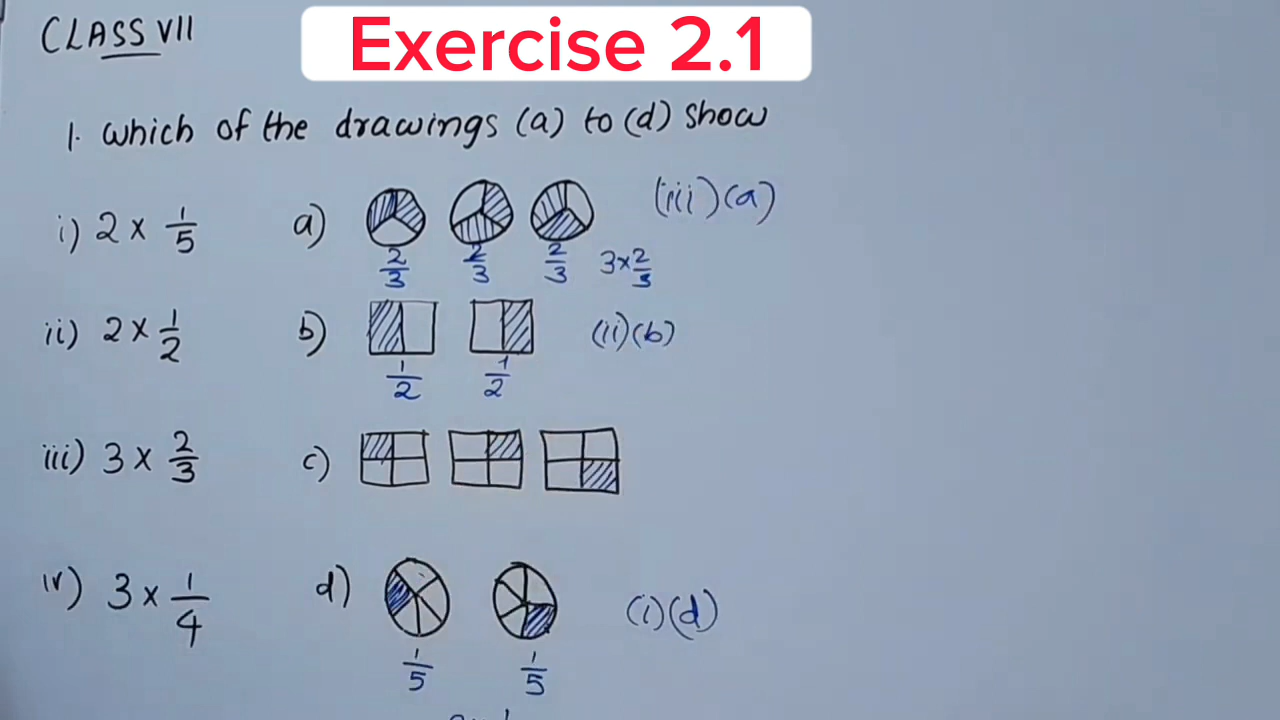 CLASS VII
Exercise 2.1
1. which of the drawings (a) to (d) show
i) 2 × 1/5 a) (iii)(a)
2/3 2/3 2/3 3×2/3
ii) 2 × 1/2 b) (ii)(b)
1/2 1/2
iii) 3 × 2/3 c)
iv) 3 × 1/4 d) (i)(d)
1/5 1/5